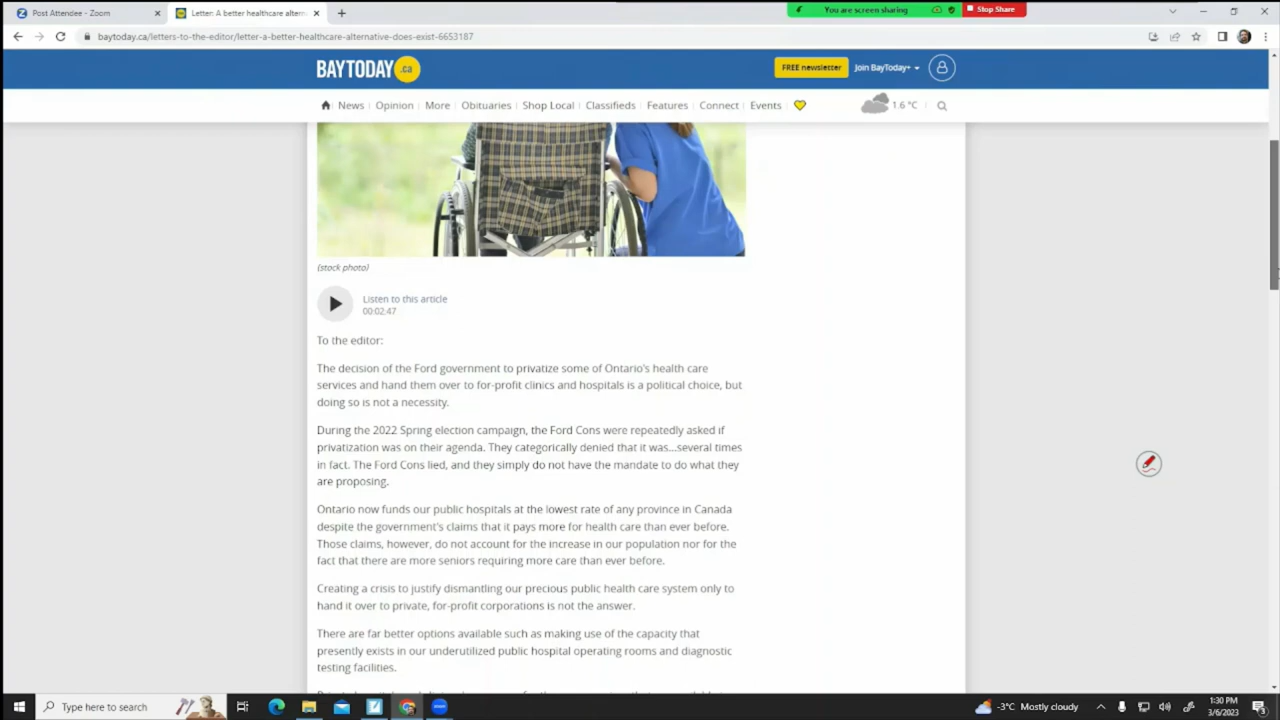 Post Attendee - Zoom
Letter: A better healthcare altern
You are screen sharing
Stop Share
baytoday.ca/letters-to-the-editor/letter-a-better-healthcare-alternative-does-exist-6653187
BAYTODAY.ca
FREE newsletter
Join BayToday+
News Opinion More Obituaries Shop Local Classifieds Features Connect Events
1.6 °C
(stock photo)
Listen to this article
00:02:47
To the editor:
The decision of the Ford government to privatize some of Ontario's health care
services and hand them over to for-profit clinics and hospitals is a political choice, but
doing so is not a necessity.
During the 2022 Spring election campaign, the Ford Cons were repeatedly asked if
privatization was on their agenda. They categorically denied that it was...several times
in fact. The Ford Cons lied, and they simply do not have the mandate to do what they
are proposing.
Ontario now funds our public hospitals at the lowest rate of any province in Canada
despite the government's claims that it pays more for health care than ever before.
Those claims, however, do not account for the increase in our population nor for the
fact that there are more seniors requiring more care than ever before.
Creating a crisis to justify dismantling our precious public health care system only to
hand it over to private, for-profit corporations is not the answer.
There are far better options available such as making use of the capacity that
presently exists in our underutilized public hospital operating rooms and diagnostic
testing facilities.
Type here to search
-3°C Mostly cloudy
1:30 PM
3/6/2023